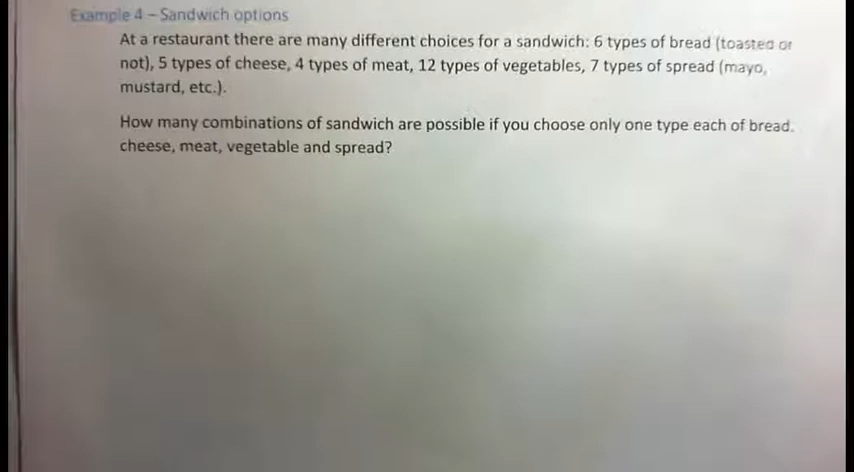 Example 4 – Sandwich options
At a restaurant there are many different choices for a sandwich: 6 types of bread (toasted or
not), 5 types of cheese, 4 types of meat, 12 types of vegetables, 7 types of spread (mayo,
mustard, etc.).
How many combinations of sandwich are possible if you choose only one type each of bread.
cheese, meat, vegetable and spread?